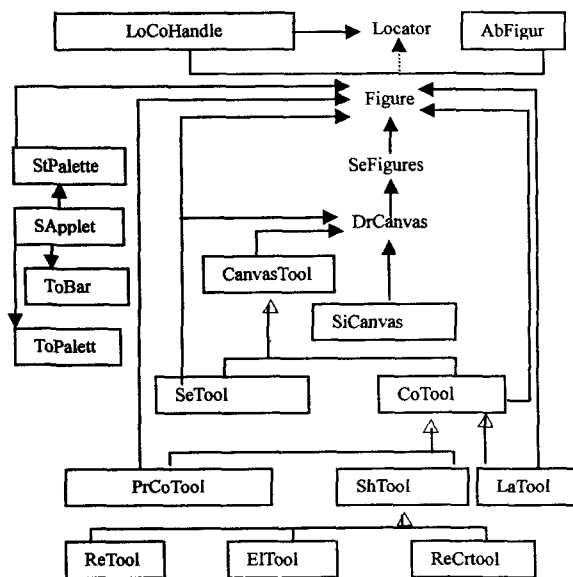 LoCoHandle
Locator
AbFigur
Figure
StPalette
SeFigures
SApplet
DrCanvas
CanvasTool
ToBar
SiCanvas
ToPalett
SeTool
CoTool
PrCoTool
ShTool
LaTool
ReTool
ElTool
ReCrtool